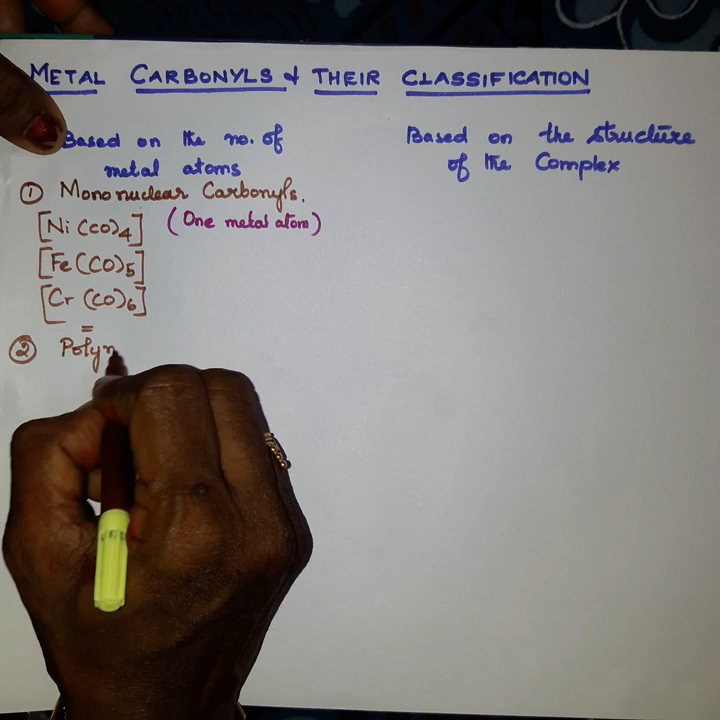 METAL CARBONYLS & THEIR CLASSIFICATION
Based on the no. of
metal atoms
① Mononuclear Carbonyls.
[Ni (CO)4] (One metal atom)
[Fe (CO)5]
[Cr (CO)6]
② Polyn
Based on the structure
of the Complex